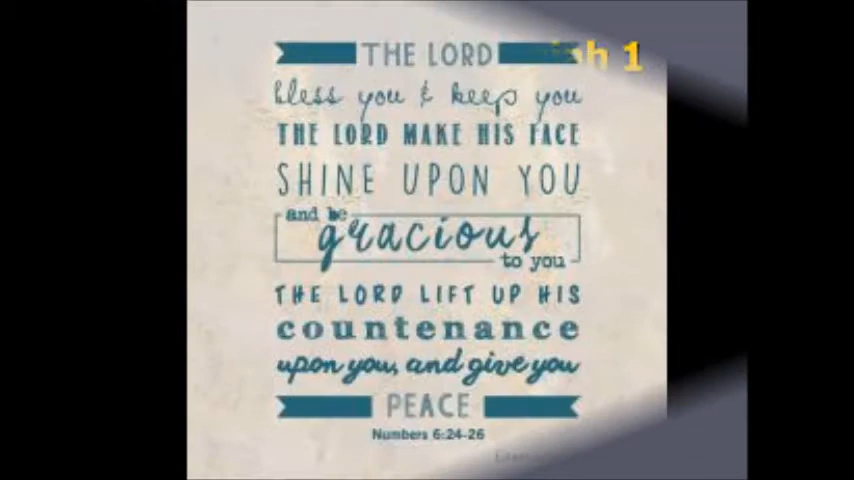 THE LORD
bless you & keep you
THE LORD MAKE HIS FACE
SHINE UPON YOU
and be
gracious
to you
THE LORD LIFT UP HIS
countenance
upon you, and give you
PEACE
Numbers 6:24-26
1